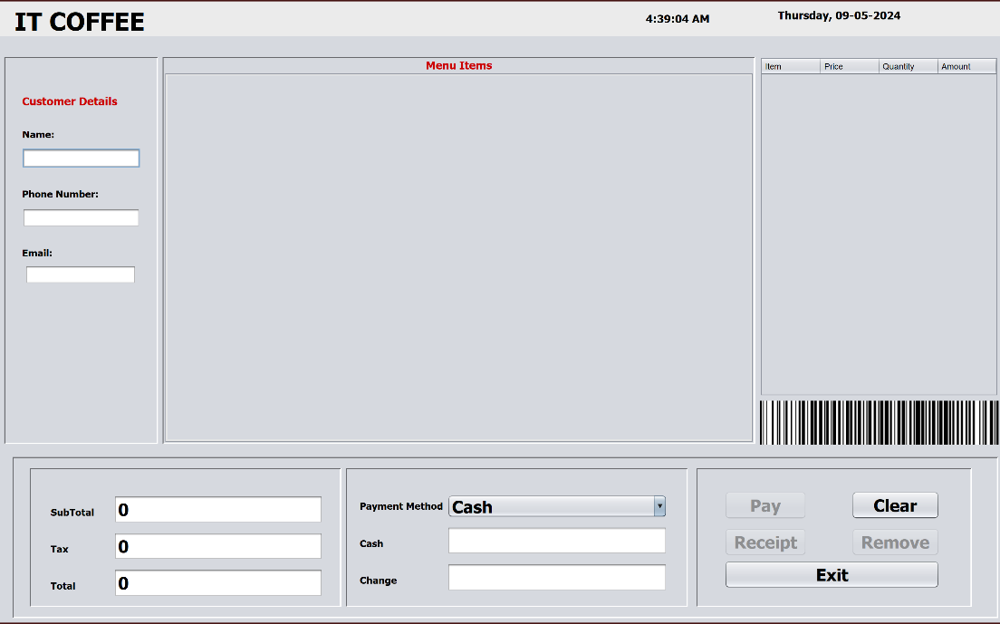 IT COFFEE
4:39:04 AM
Thursday, 09-05-2024
Customer Details
Name:
Phone Number:
Email:
Menu Items
Item Price Quantity Amount
SubTotal 0
Tax 0
Total 0
Payment Method Cash
Cash
Change
Pay Clear
Receipt Remove
Exit